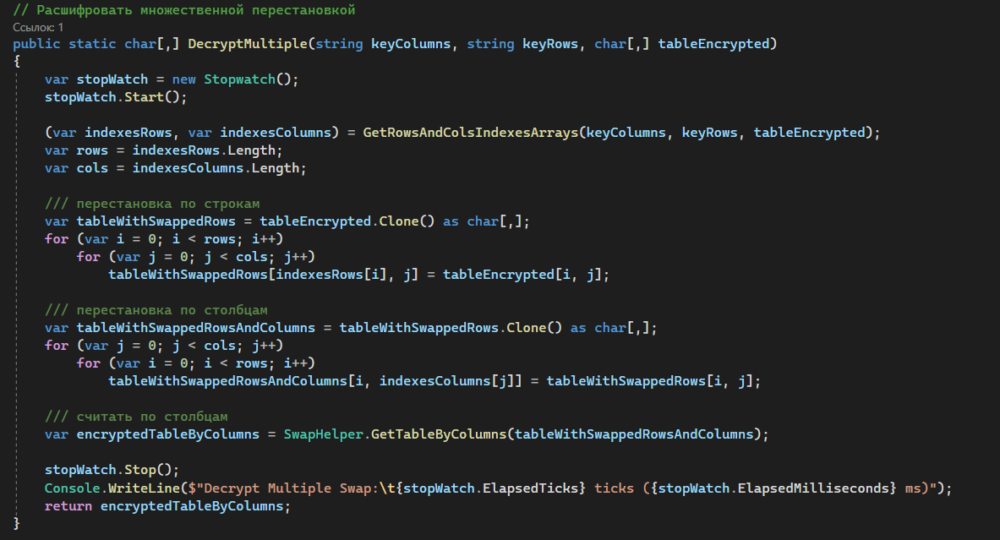 // Расшифровать множественной перестановкой
Ссылок: 1
public static char[,] DecryptMultiple(string keyColumns, string keyRows, char[,] tableEncrypted)
{
    var stopWatch = new Stopwatch();
    stopWatch.Start();

    (var indexesRows, var indexesColumns) = GetRowsAndColsIndexesArrays(keyColumns, keyRows, tableEncrypted);
    var rows = indexesRows.Length;
    var cols = indexesColumns.Length;

    /// перестановка по строкам
    var tableWithSwappedRows = tableEncrypted.Clone() as char[,];
    for (var i = 0; i < rows; i++)
        for (var j = 0; j < cols; j++)
            tableWithSwappedRows[indexesRows[i], j] = tableEncrypted[i, j];

    /// перестановка по столбцам
    var tableWithSwappedRowsAndColumns = tableWithSwappedRows.Clone() as char[,];
    for (var j = 0; j < cols; j++)
        for (var i = 0; i < rows; i++)
            tableWithSwappedRowsAndColumns[i, indexesColumns[j]] = tableWithSwappedRows[i, j];

    /// считать по столбцам
    var encryptedTableByColumns = SwapHelper.GetTableByColumns(tableWithSwappedRowsAndColumns);

    stopWatch.Stop();
    Console.WriteLine($"Decrypt Multiple Swap:\t{stopWatch.ElapsedTicks} ticks ({stopWatch.ElapsedMilliseconds} ms)");
    return encryptedTableByColumns;
}